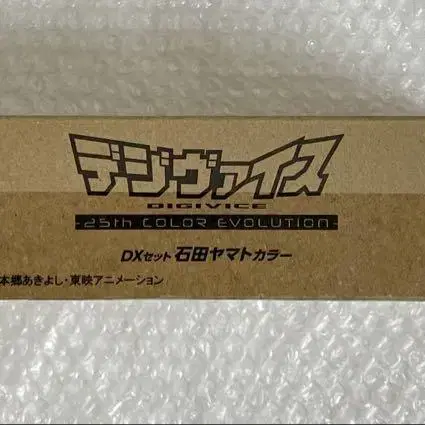 デジヴァイス
DIGIVICE
-25th COLOR EVOLUTION-
DXセット 石田ヤマトカラー
本郷あきよし・東映アニメーション